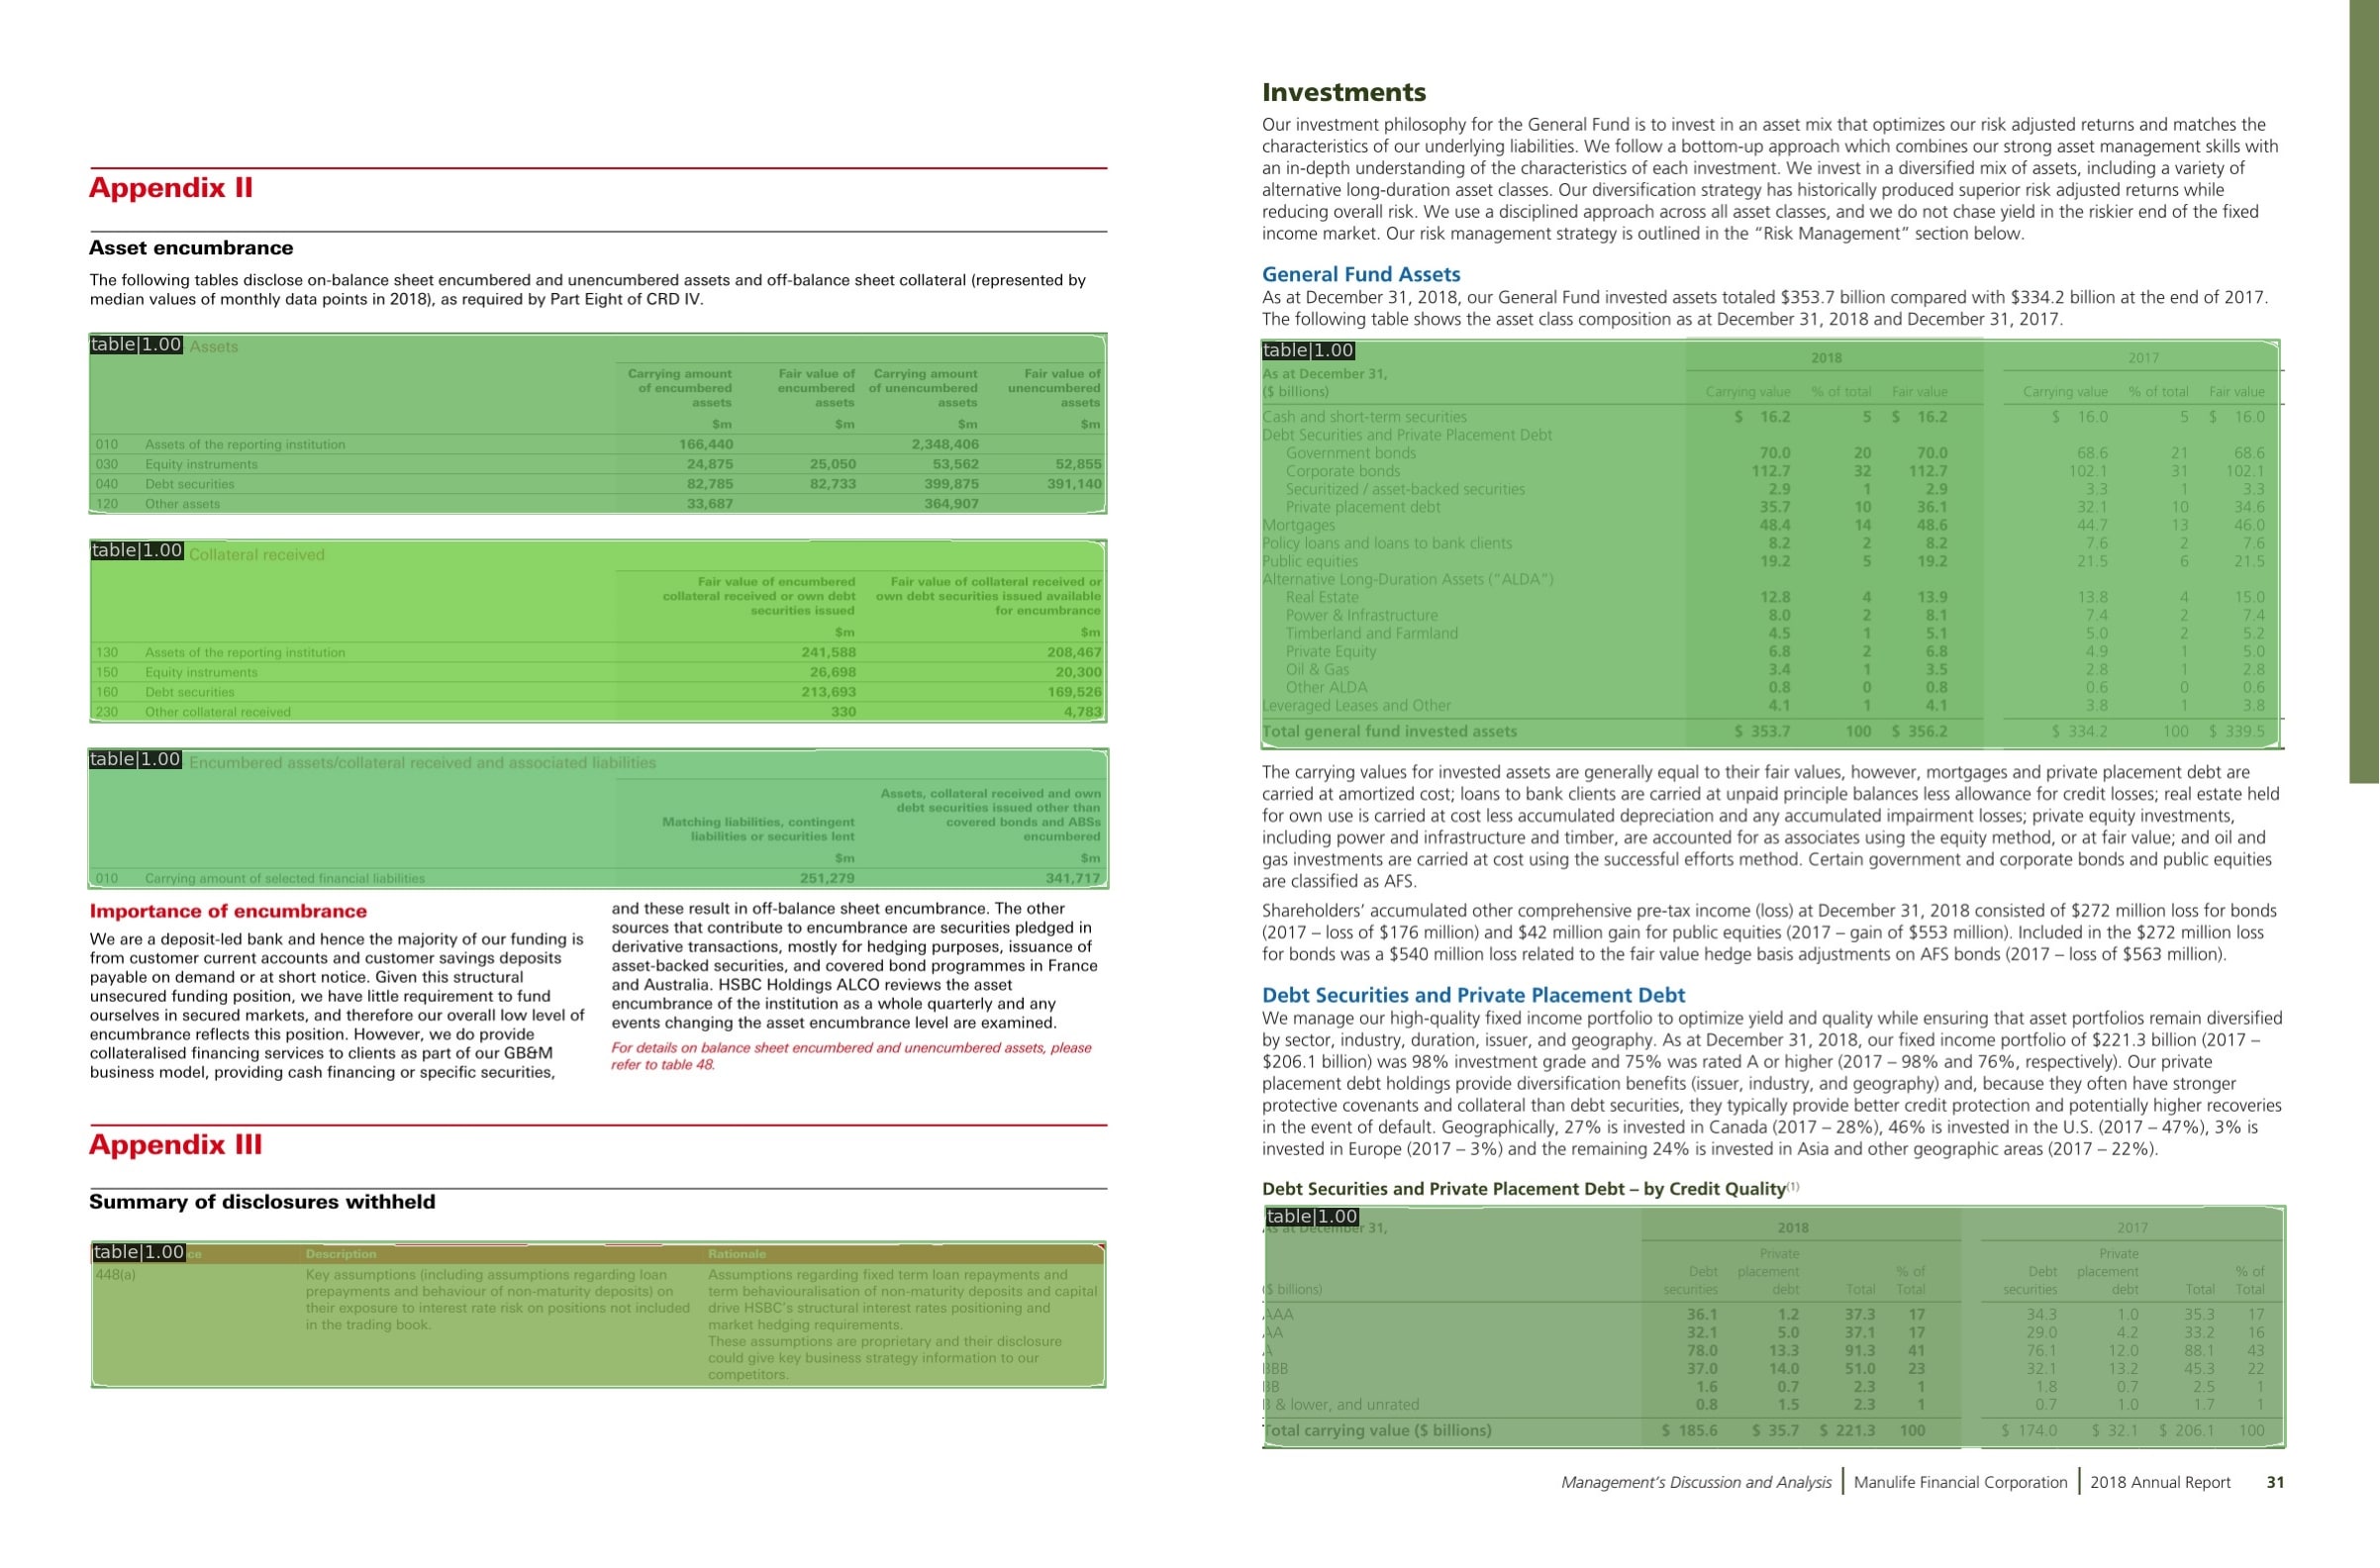 Appendix II
Asset encumbrance
The following tables disclose on-balance sheet encumbered and unencumbered assets and off-balance sheet collateral (represented by
median values of monthly data points in 2018), as required by Part Eight of CRD IV.
table|1.00 Assets
Carrying amount of encumbered assets Fair value of encumbered assets Carrying amount of unencumbered assets Fair value of unencumbered assets
$m $m $m $m
010 Assets of the reporting institution 166,440 2,348,406
030 Equity instruments 24,875 25,050 53,562 52,855
040 Debt securities 82,785 82,733 399,875 391,140
120 Other assets 33,687 364,907
table|1.00 Collateral received
Fair value of encumbered collateral received or own debt securities issued Fair value of collateral received or own debt securities issued available for encumbrance
$m $m
130 Assets of the reporting institution 241,588 208,467
150 Equity instruments 26,698 20,300
160 Debt securities 213,693 169,526
230 Other collateral received 330 4,783
table|1.00 Encumbered assets/collateral received and associated liabilities
Matching liabilities, contingent liabilities or securities lent Assets, collateral received and own debt securities issued other than covered bonds and ABSs encumbered
$m $m
010 Carrying amount of selected financial liabilities 251,279 341,717
Importance of encumbrance
We are a deposit-led bank and hence the majority of our funding is
from customer current accounts and customer savings deposits
payable on demand or at short notice. Given this structural
unsecured funding position, we have little requirement to fund
ourselves in secured markets, and therefore our overall low level of
encumbrance reflects this position. However, we do provide
collateralised financing services to clients as part of our GB&M
business model, providing cash financing or specific securities,
and these result in off-balance sheet encumbrance. The other
sources that contribute to encumbrance are securities pledged in
derivative transactions, mostly for hedging purposes, issuance of
asset-backed securities, and covered bond programmes in France
and Australia. HSBC Holdings ALCO reviews the asset
encumbrance of the institution as a whole quarterly and any
events changing the asset encumbrance level are examined.
For details on balance sheet encumbered and unencumbered assets, please
refer to table 48.
Appendix III
Summary of disclosures withheld
table|1.00 Description Rationale
448(a)
Key assumptions (including assumptions regarding loan
prepayments and behaviour of non-maturity deposits) on
their exposure to interest rate risk on positions not included
in the trading book.
Assumptions regarding fixed term loan repayments and
term behaviouralisation of non-maturity deposits and capital
drive HSBC's structural interest rates positioning and
market hedging requirements.
These assumptions are proprietary and their disclosure
could give key business strategy information to our
competitors.
Investments
Our investment philosophy for the General Fund is to invest in an asset mix that optimizes our risk adjusted returns and matches the
characteristics of our underlying liabilities. We follow a bottom-up approach which combines our strong asset management skills with
an in-depth understanding of the characteristics of each investment. We invest in a diversified mix of assets, including a variety of
alternative long-duration asset classes. Our diversification strategy has historically produced superior risk adjusted returns while
reducing overall risk. We use a disciplined approach across all asset classes, and we do not chase yield in the riskier end of the fixed
income market. Our risk management strategy is outlined in the “Risk Management” section below.
General Fund Assets
As at December 31, 2018, our General Fund invested assets totaled $353.7 billion compared with $334.2 billion at the end of 2017.
The following table shows the asset class composition as at December 31, 2018 and December 31, 2017.
table|1.00 2018 2017
As at December 31,
($ billions) Carrying value % of total Fair value Carrying value % of total Fair value
Cash and short-term securities $ 16.2 5 $ 16.2 $ 16.0 5 $ 16.0
Debt Securities and Private Placement Debt
Government bonds 70.0 20 70.0 68.6 21 68.6
Corporate bonds 112.7 32 112.7 102.1 31 102.1
Securitized / asset-backed securities 2.9 1 2.9 3.3 1 3.3
Private placement debt 35.7 10 36.1 32.1 10 34.6
Mortgages 48.4 14 48.6 44.7 13 46.0
Policy loans and loans to bank clients 8.2 2 8.2 7.6 2 7.6
Public equities 19.2 5 19.2 21.5 6 21.5
Alternative Long-Duration Assets (“ALDA”)
Real Estate 12.8 4 13.9 13.8 4 15.0
Power & Infrastructure 8.0 2 8.1 7.4 2 7.4
Timberland and Farmland 4.5 1 5.1 5.0 2 5.2
Private Equity 6.8 2 6.8 4.9 1 5.0
Oil & Gas 3.4 1 3.5 2.8 1 2.8
Other ALDA 0.8 0 0.8 0.6 0 0.6
Leveraged Leases and Other 4.1 1 4.1 3.8 1 3.8
Total general fund invested assets $ 353.7 100 $ 356.2 $ 334.2 100 $ 339.5
The carrying values for invested assets are generally equal to their fair values, however, mortgages and private placement debt are
carried at amortized cost; loans to bank clients are carried at unpaid principle balances less allowance for credit losses; real estate held
for own use is carried at cost less accumulated depreciation and any accumulated impairment losses; private equity investments,
including power and infrastructure and timber, are accounted for as associates using the equity method, or at fair value; and oil and
gas investments are carried at cost using the successful efforts method. Certain government and corporate bonds and public equities
are classified as AFS.
Shareholders’ accumulated other comprehensive pre-tax income (loss) at December 31, 2018 consisted of $272 million loss for bonds
(2017 – loss of $176 million) and $42 million gain for public equities (2017 – gain of $553 million). Included in the $272 million loss
for bonds was a $540 million loss related to the fair value hedge basis adjustments on AFS bonds (2017 – loss of $563 million).
Debt Securities and Private Placement Debt
We manage our high-quality fixed income portfolio to optimize yield and quality while ensuring that asset portfolios remain diversified
by sector, industry, duration, issuer, and geography. As at December 31, 2018, our fixed income portfolio of $221.3 billion (2017 –
$206.1 billion) was 98% investment grade and 75% was rated A or higher (2017 – 98% and 76%, respectively). Our private
placement debt holdings provide diversification benefits (issuer, industry, and geography) and, because they often have stronger
protective covenants and collateral than debt securities, they typically provide better credit protection and potentially higher recoveries
in the event of default. Geographically, 27% is invested in Canada (2017 – 28%), 46% is invested in the U.S. (2017 – 47%), 3% is
invested in Europe (2017 – 3%) and the remaining 24% is invested in Asia and other geographic areas (2017 – 22%).
Debt Securities and Private Placement Debt – by Credit Quality(1)
table|1.00
As at December 31, 2018 2017
($ billions) Debt securities Private placement debt Total % of Total Debt securities Private placement debt Total % of Total
AAA 36.1 1.2 37.3 17 34.3 1.0 35.3 17
AA 32.1 5.0 37.1 17 29.0 4.2 33.2 16
A 78.0 13.3 91.3 41 76.1 12.0 88.1 43
BBB 37.0 14.0 51.0 23 32.1 13.2 45.3 22
BB 1.6 0.7 2.3 1 1.8 0.7 2.5 1
B & lower, and unrated 0.8 1.5 2.3 1 0.7 1.0 1.7 1
Total carrying value ($ billions) $ 185.6 $ 35.7 $ 221.3 100 $ 174.0 $ 32.1 $ 206.1 100
Management’s Discussion and Analysis | Manulife Financial Corporation | 2018 Annual Report 31